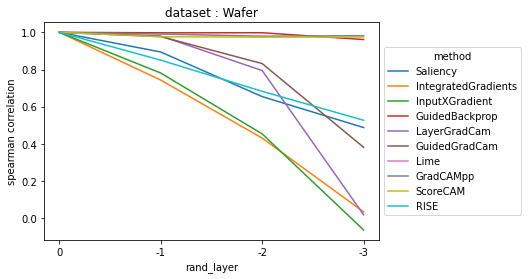 dataset : Wafer
spearman correlation
1.0
0.8
0.6
0.4
0.2
0.0
0
-1
-2
-3
rand_layer
method
Saliency
IntegratedGradients
InputXGradient
GuidedBackprop
LayerGradCam
GuidedGradCam
Lime
GradCAMpp
ScoreCAM
RISE